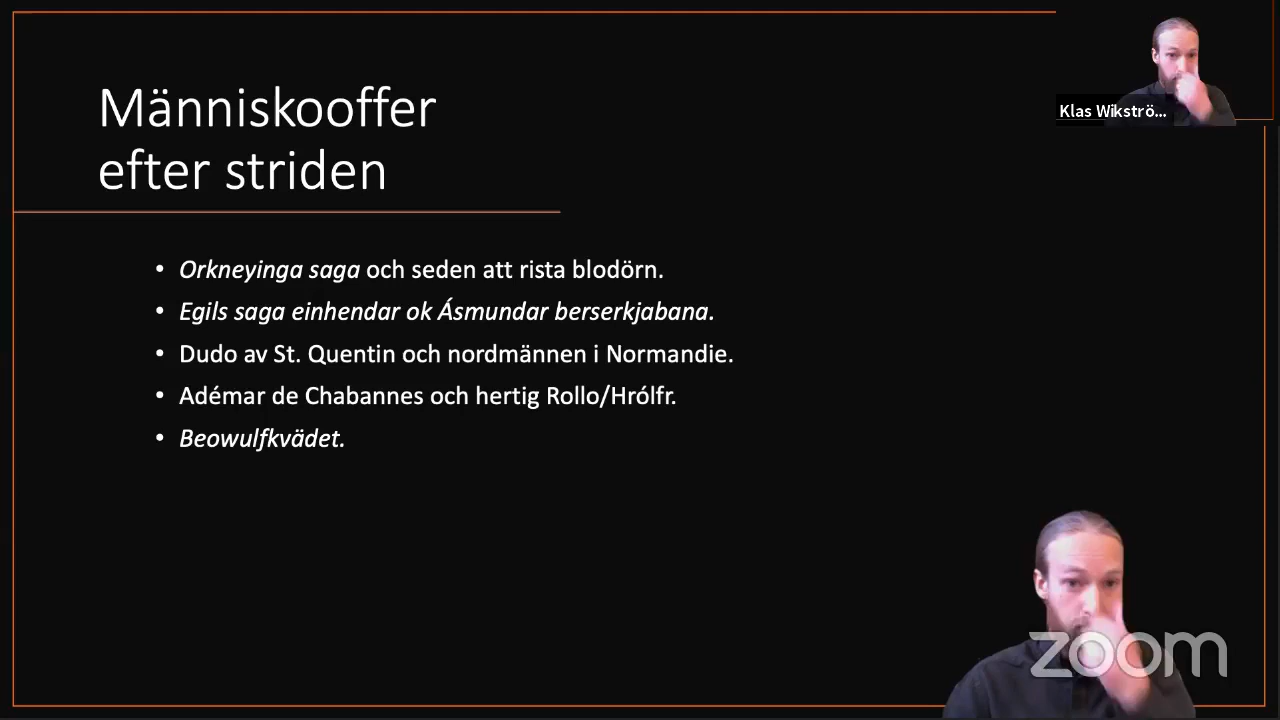 Människooffer
efter striden
Klas Wikströ...
• Orkneyinga saga och seden att rista blodörn.
• Egils saga einhendar ok Ásmundar berserkjabana.
• Dudo av St. Quentin och nordmännen i Normandie.
• Adémar de Chabannes och hertig Rollo/Hrólfr.
• Beowulfkvädet.
zoom